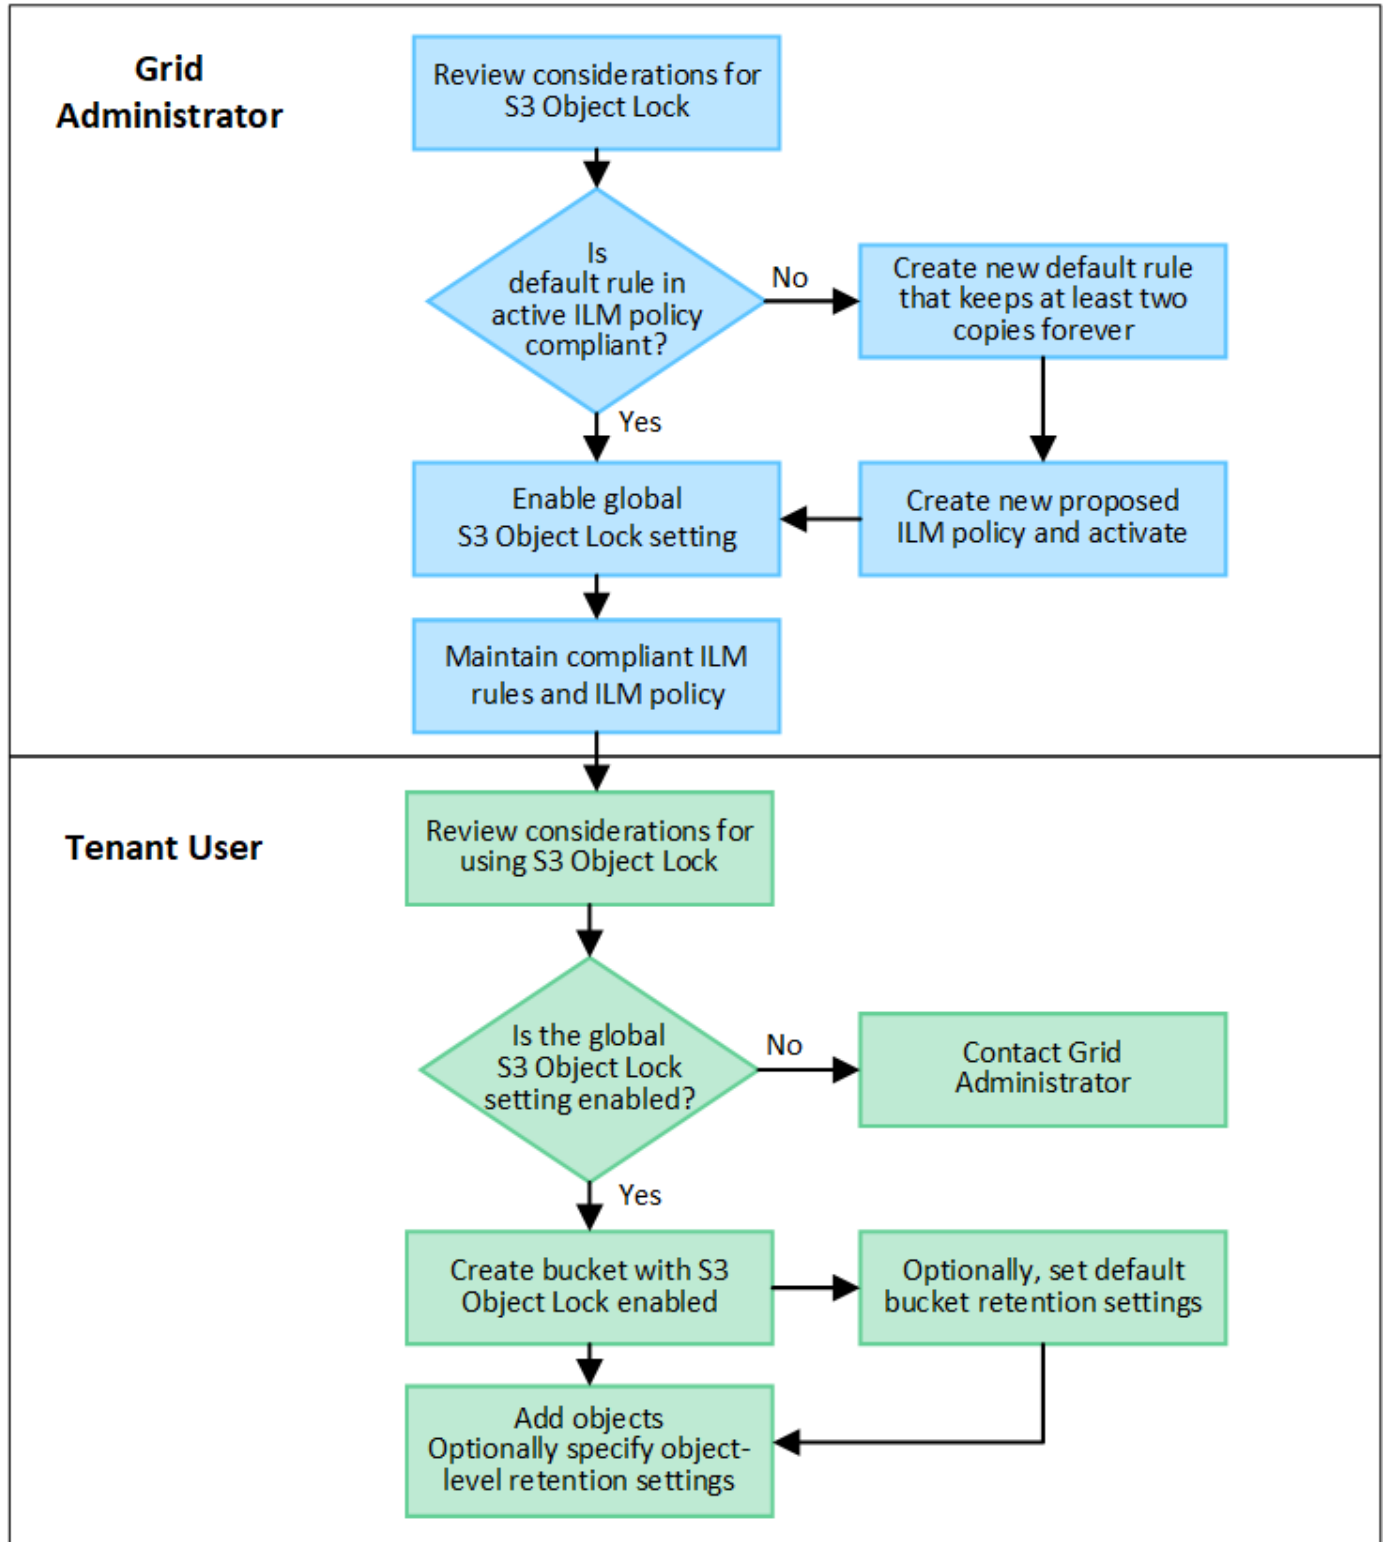 Grid
Administrator
Review considerations for
S3 Object Lock
Is
default rule in
active ILM policy
compliant?
No
Create new default rule
that keeps at least two
copies forever
Yes
Enable global
S3 Object Lock setting
Create new proposed
ILM policy and activate
Maintain compliant ILM
rules and ILM policy
Tenant User
Review considerations for
using S3 Object Lock
Is the global
S3 Object Lock
setting enabled?
No
Contact Grid
Administrator
Yes
Create bucket with S3
Object Lock enabled
Optionally, set default
bucket retention settings
Add objects
Optionally specify object-
level retention settings